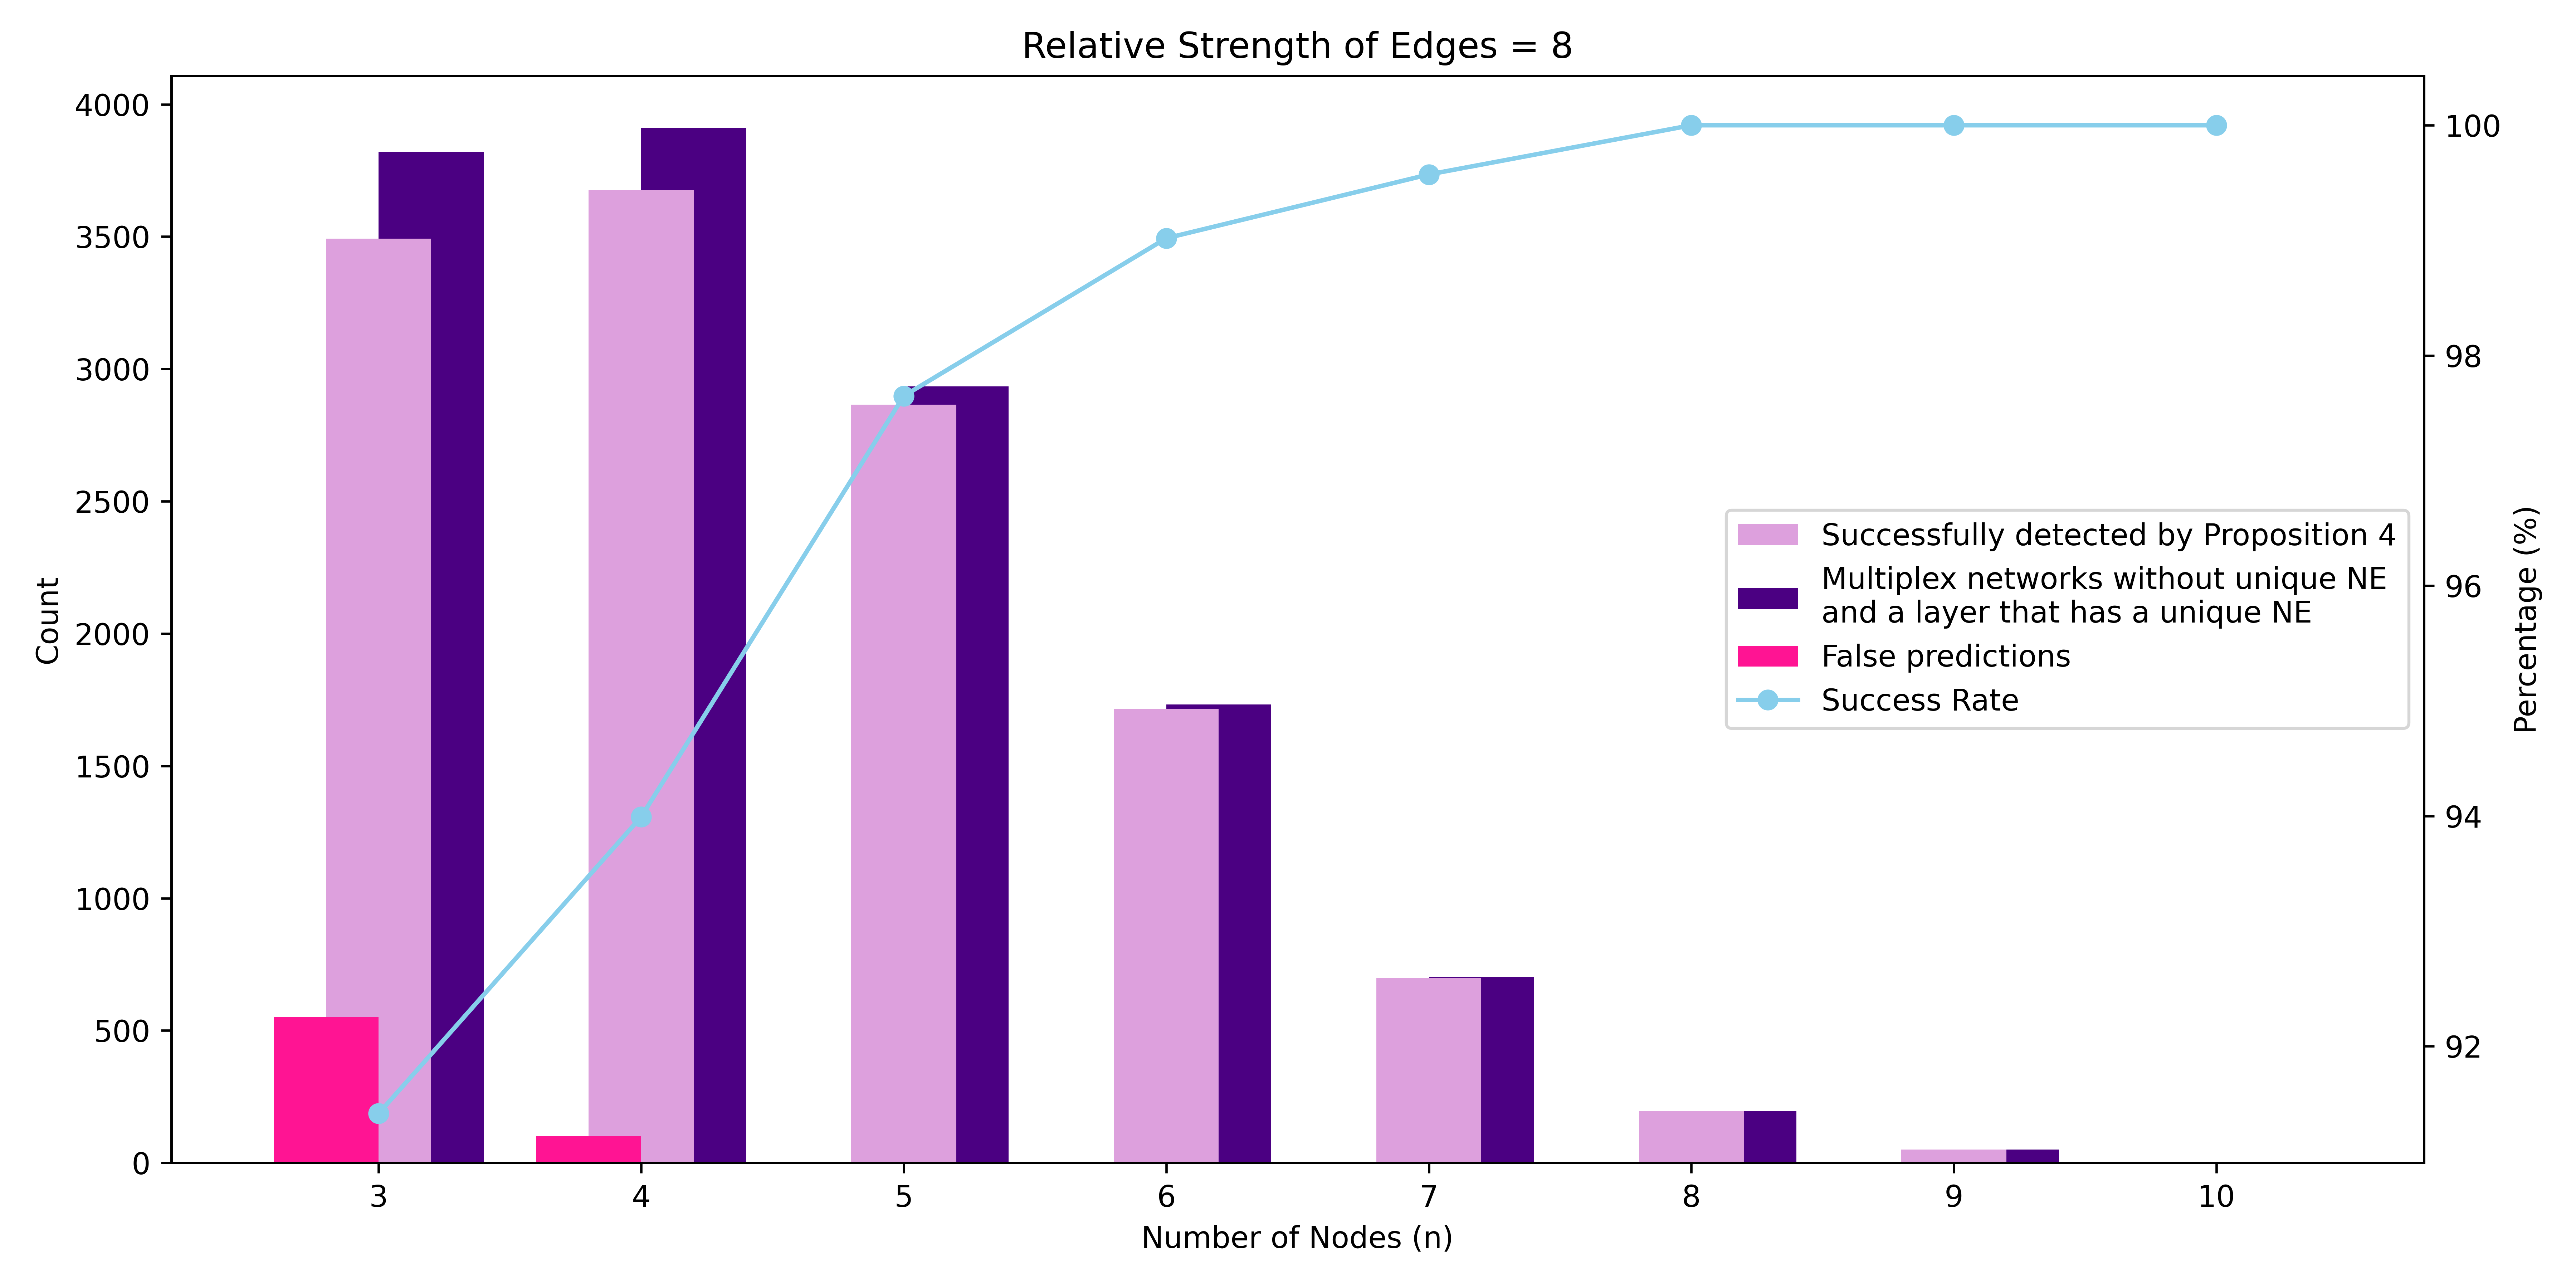 Relative Strength of Edges = 8
4000
3500
3000
2500
2000
1500
1000
500
0
Count
100
98
96
94
92
Percentage (%)
Successfully detected by Proposition 4
Multiplex networks without unique NE
and a layer that has a unique NE
False predictions
Success Rate
3 4 5 6 7 8 9 10
Number of Nodes (n)